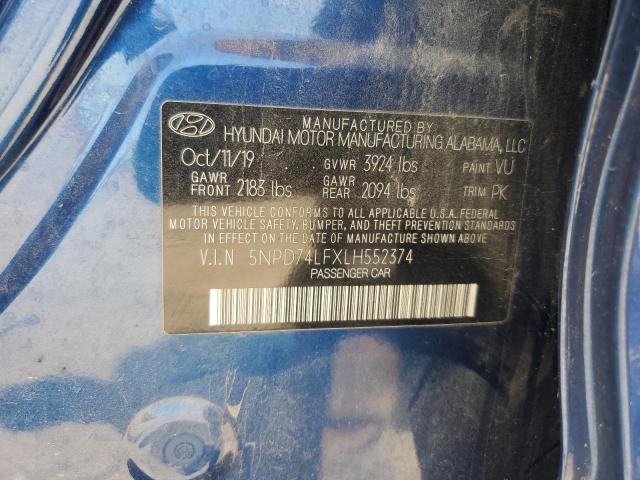 MANUFACTURED BY
HYUNDAI MOTOR MANUFACTURING ALABAMA, LLC
Oct/11/19 GVWR 3924 lbs PAINT VU
GAWR FRONT 2183 lbs GAWR REAR 2094 lbs TRIM PK
THIS VEHICLE CONFORMS TO ALL APPLICABLE U.S.A. FEDERAL
MOTOR VEHICLE SAFETY, BUMPER, AND THEFT PREVENTION STANDARDS
IN EFFECT ON THE DATE OF MANUFACTURE SHOWN ABOVE.
V.I.N 5NPD74LFXLH552374
PASSENGER CAR